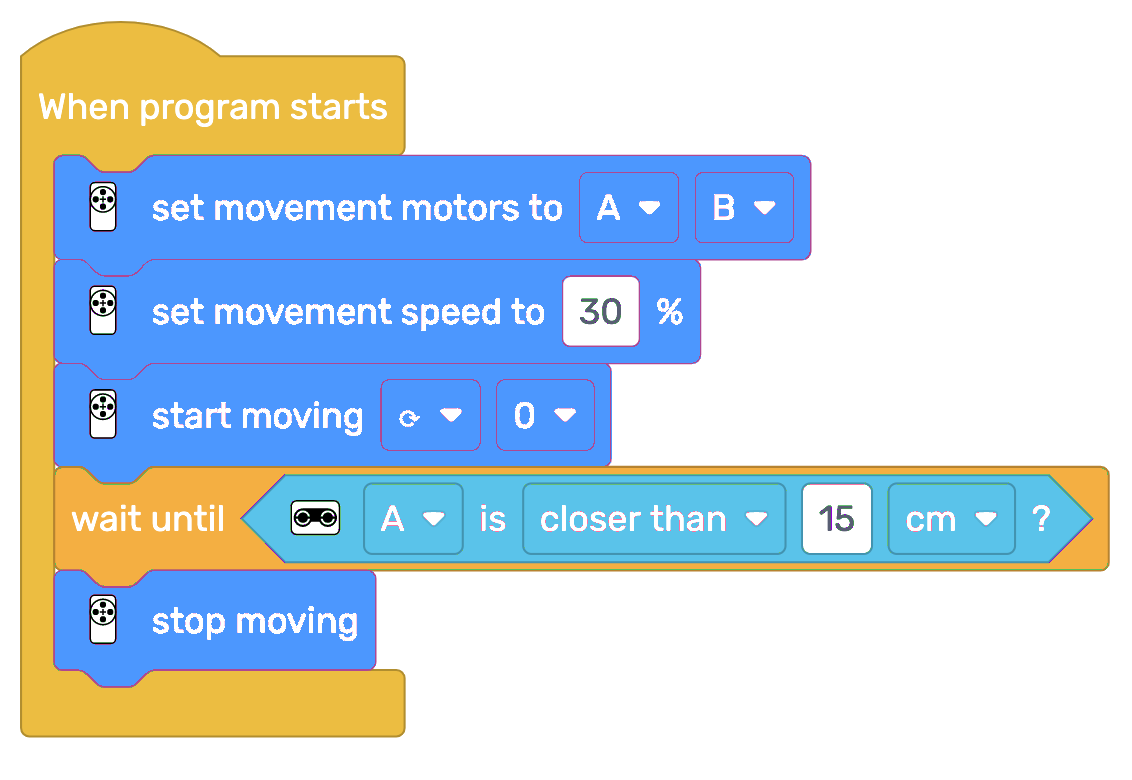 When program starts
set movement motors to A B
set movement speed to 30 %
start moving ⟳ 0
wait until A is closer than 15 cm ?
stop moving